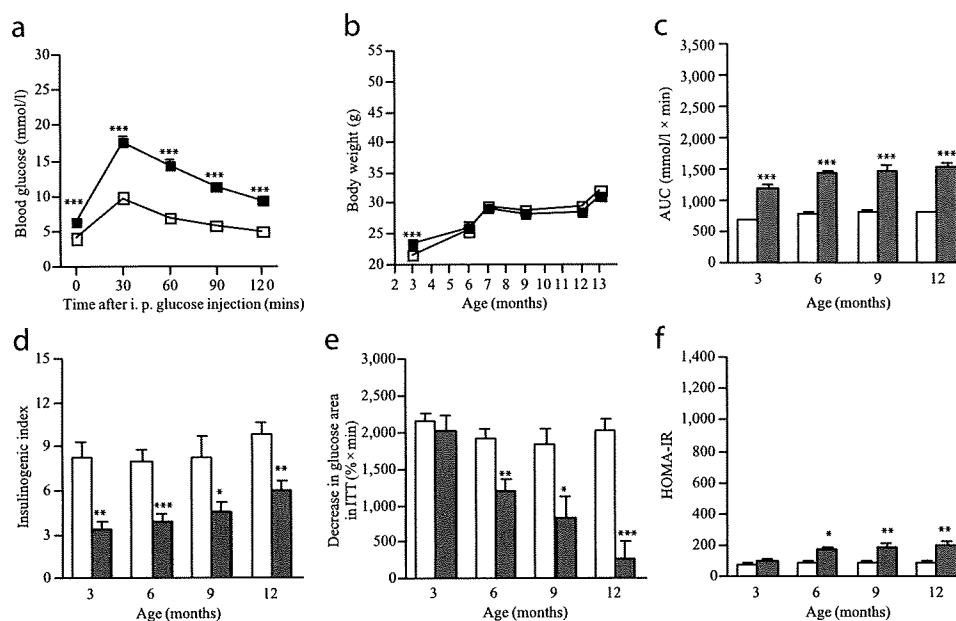 a
Blood glucose (mmol/l)
30
25
20
15
10
5
0
***
***
***
***
***
0 30 60 90 120
Time after i. p. glucose injection (mins)
b
Body weight (g)
55
50
45
40
35
30
25
20
***
2 3 4 5 6 7 8 9 10 11 12 13
Age (months)
c
AUC (mmol/l × min)
3,500
3,000
2,500
2,000
1,500
1,000
500
0
***
***
***
***
3 6 9 12
Age (months)
d
Insulinogenic index
15
12
9
6
3
0
**
***
*
**
3 6 9 12
Age (months)
e
Decrease in glucose area
in ITT (% × min)
3,000
2,500
2,000
1,500
1,000
500
0
**
*
***
3 6 9 12
Age (months)
f
HOMA-IR
1,400
1,200
1,000
800
600
400
200
0
*
**
**
3 6 9 12
Age (months)